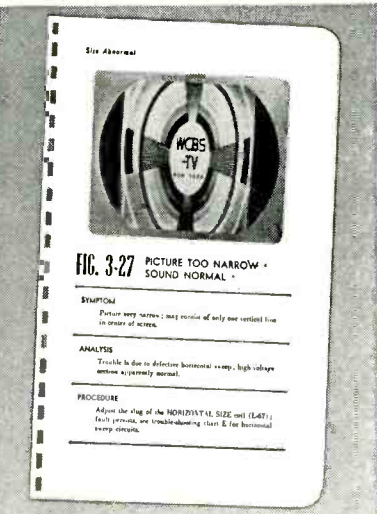 Size Abnormal
WCBS
-TV
NEW YORK
FIG. 3-27 PICTURE TOO NARROW -
SOUND NORMAL -
SYMPTOM
Picture very narrow; may consist of only one vertical line
in center of screen.
ANALYSIS
Trouble is due to defective horizontal sweep; high voltage
section apparently normal.
PROCEDURE
Adjust the slug of the HORIZONTAL SIZE coil (L-67);
fault persists, see trouble-shooting chart E for horizontal
sweep circuits.